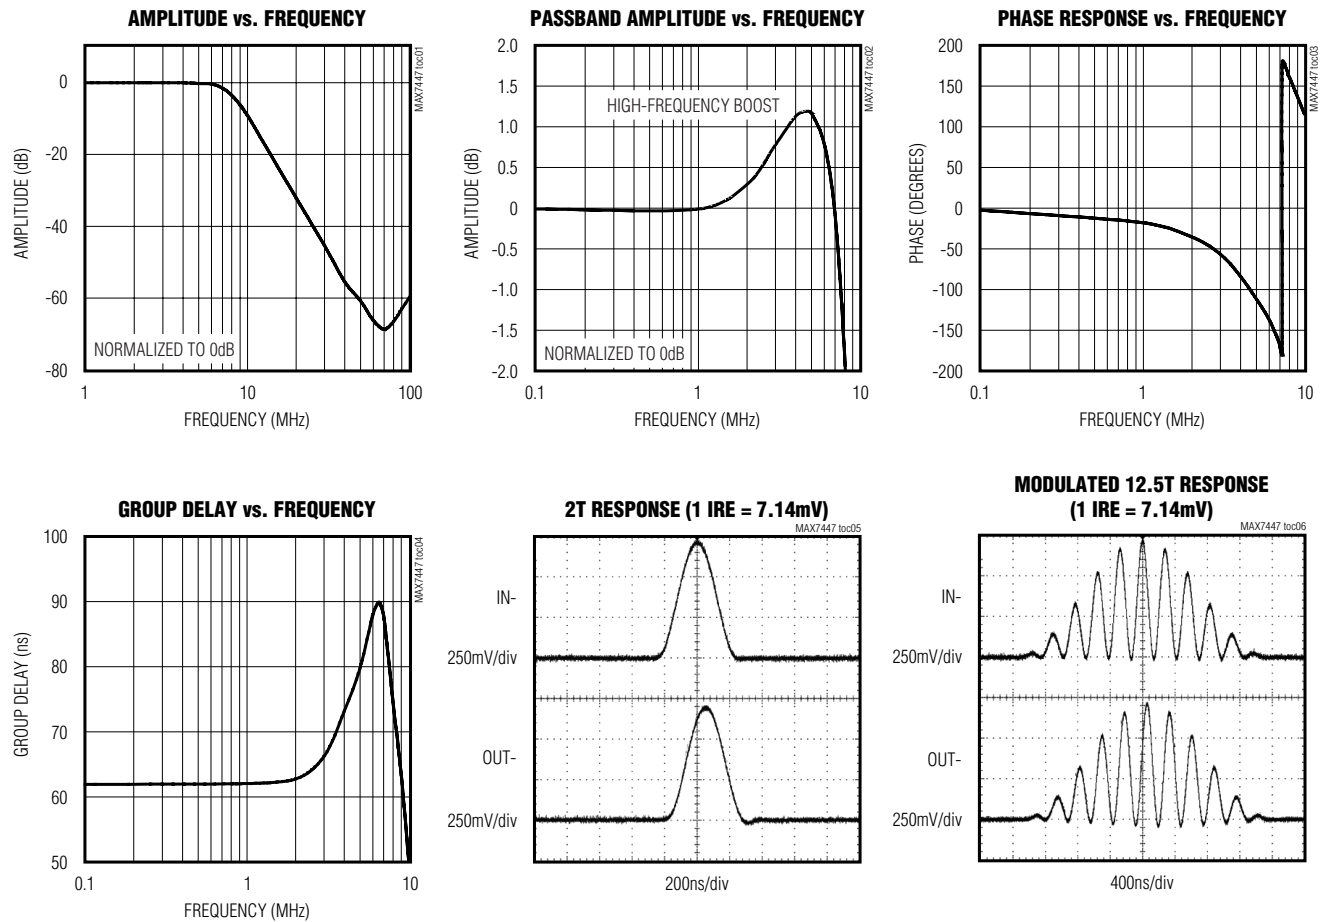 AMPLITUDE vs. FREQUENCY
MAX7447 toc01
0
-20
-40
-60
-80
AMPLITUDE (dB)
NORMALIZED TO 0dB
1
10
100
FREQUENCY (MHz)
PASSBAND AMPLITUDE vs. FREQUENCY
MAX7447 toc02
2.0
1.5
1.0
0.5
0
-0.5
-1.0
-1.5
-2.0
AMPLITUDE (dB)
HIGH-FREQUENCY BOOST
NORMALIZED TO 0dB
0.1
1
10
FREQUENCY (MHz)
PHASE RESPONSE vs. FREQUENCY
MAX7447 toc03
200
150
100
50
0
-50
-100
-150
-200
PHASE (DEGREES)
0.1
1
10
FREQUENCY (MHz)
GROUP DELAY vs. FREQUENCY
MAX7447 toc04
100
90
80
70
60
50
GROUP DELAY (ns)
0.1
1
10
FREQUENCY (MHz)
2T RESPONSE (1 IRE = 7.14mV)
MAX7447 toc05
IN-
250mV/div
OUT-
250mV/div
200ns/div
MODULATED 12.5T RESPONSE
(1 IRE = 7.14mV)
MAX7447 toc06
IN-
250mV/div
OUT-
250mV/div
400ns/div